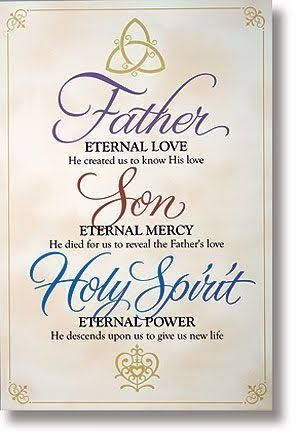 Father
ETERNAL LOVE
He created us to know His love
Son
ETERNAL MERCY
He died for us to reveal the Father's love
Holy Spirit
ETERNAL POWER
He descends upon us to give us new life